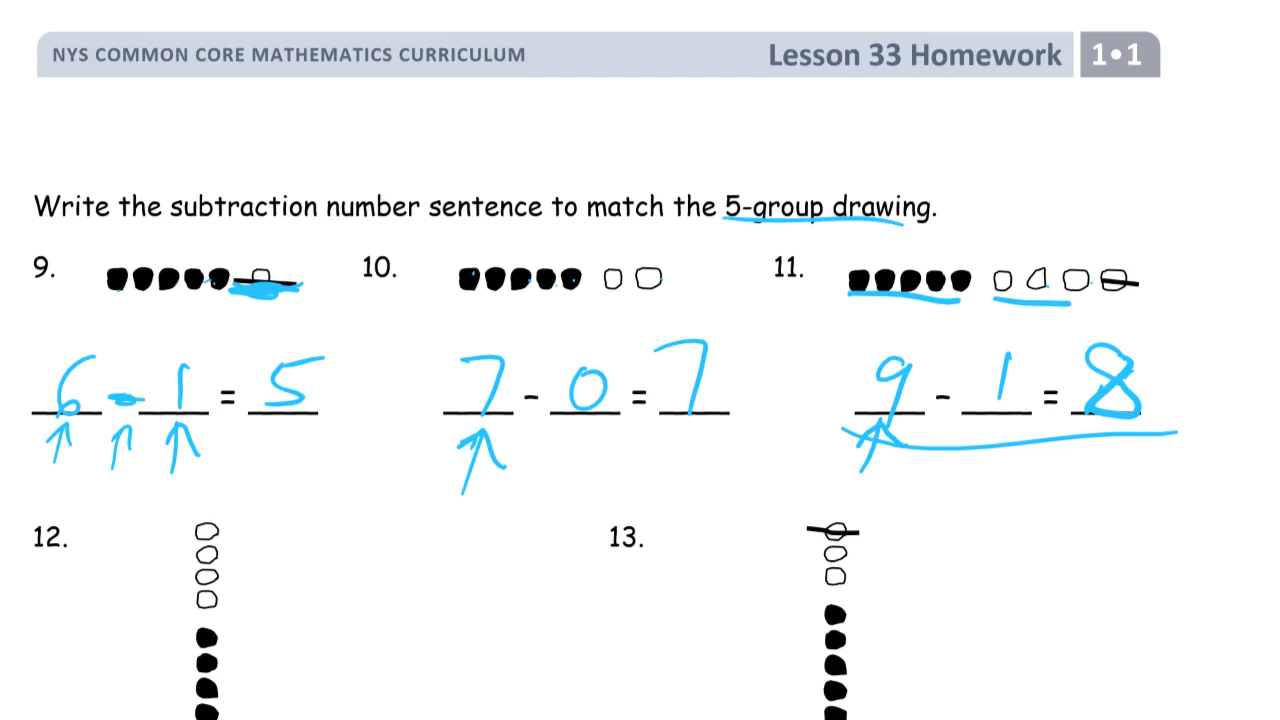 NYS COMMON CORE MATHEMATICS CURRICULUM Lesson 33 Homework 1•1
Write the subtraction number sentence to match the 5-group drawing.
9. 10. 11.
6 - 1 = 5 7 - 0 = 7 9 - 1 = 8
12. 13.